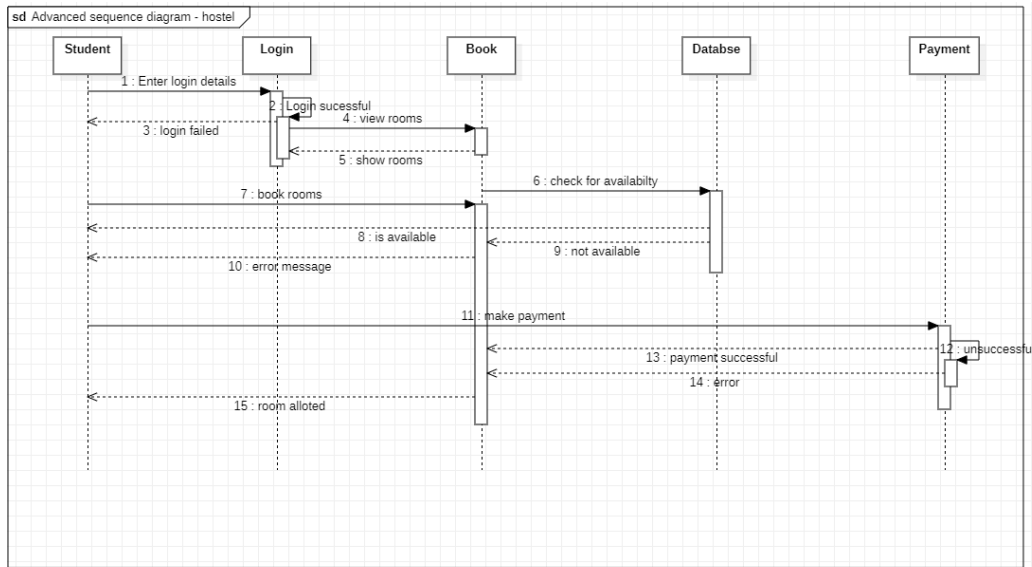 sd Advanced sequence diagram - hostel
Student
Login
Book
Databse
Payment
1 : Enter login details
2 : Login sucessful
3 : login failed
4 : view rooms
5 : show rooms
6 : check for availabilty
7 : book rooms
8 : is available
9 : not available
10 : error message
11 : make payment
12 : unsuccessfu
13 : payment successful
14 : error
15 : room alloted